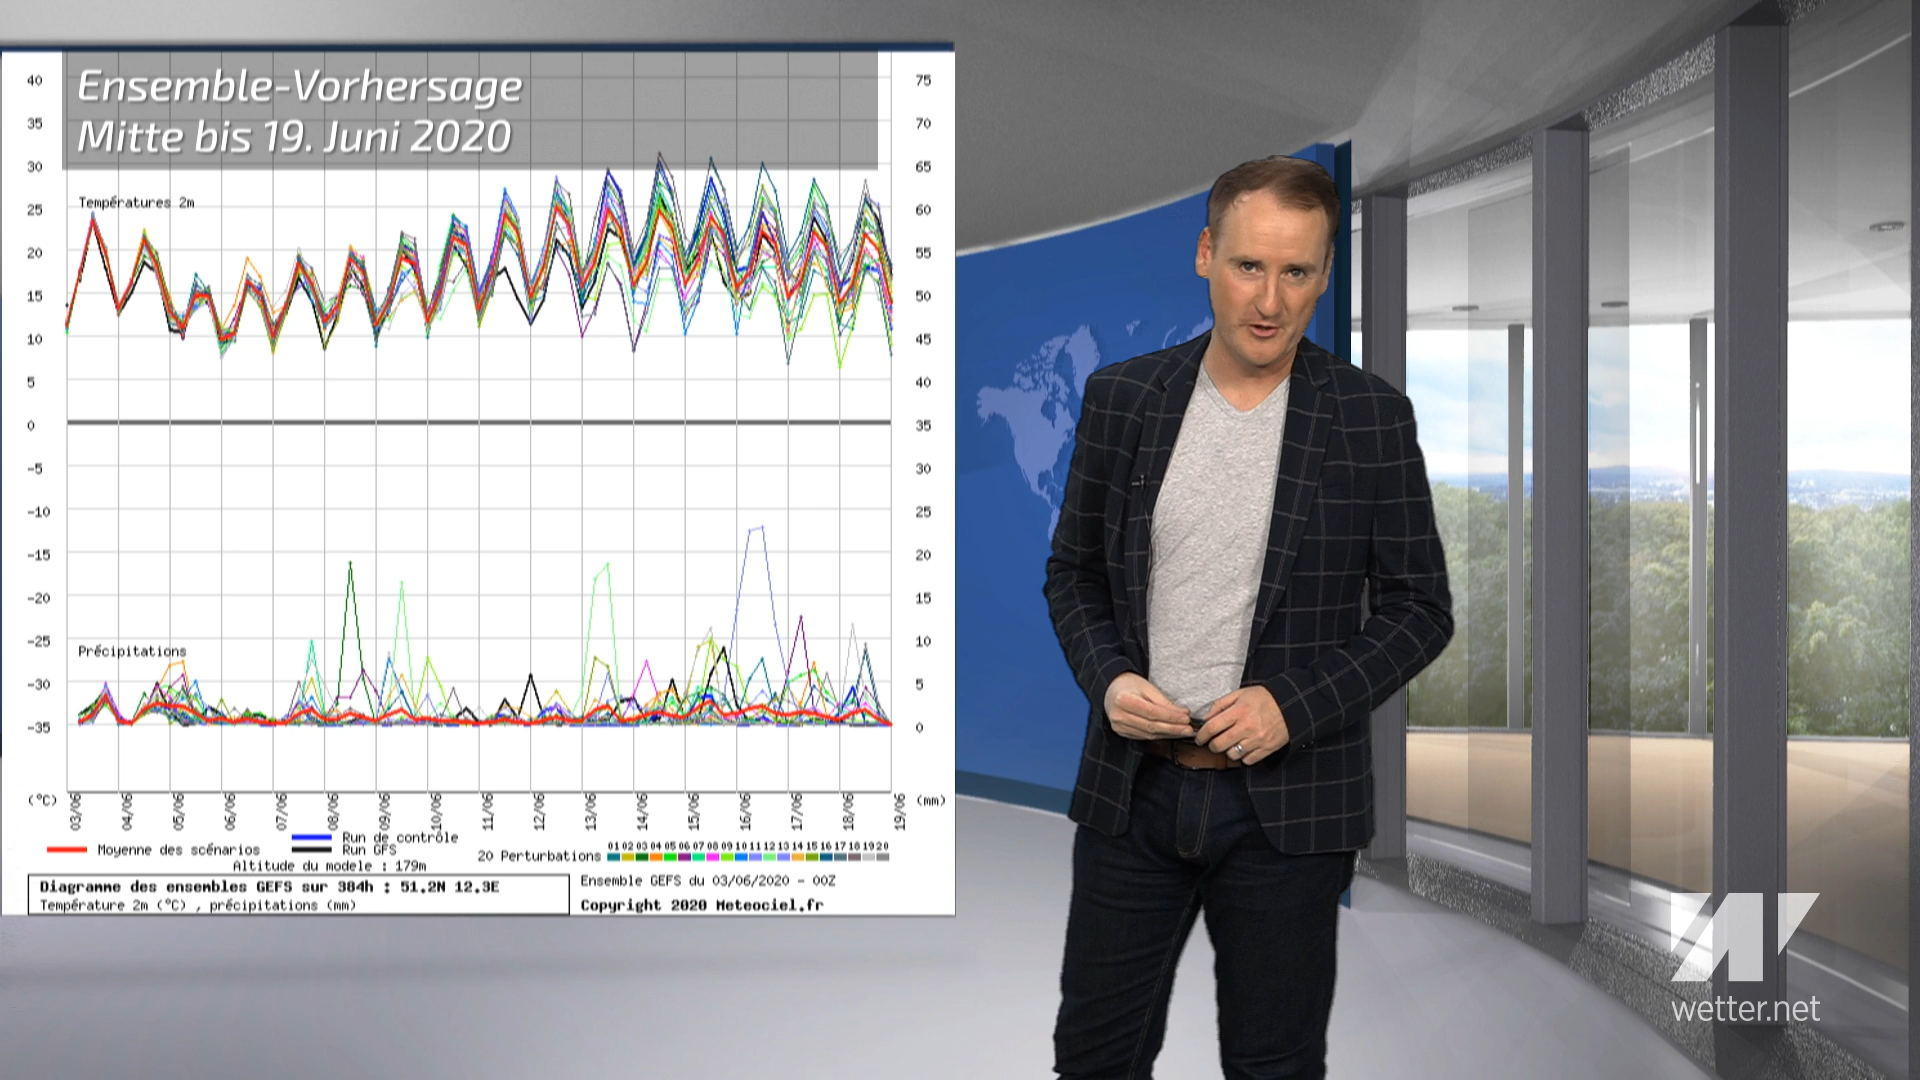 Ensemble-Vorhersage
Mitte bis 19. Juni 2020
40
35
30
25
20
15
10
5
0
-5
-10
-15
-20
-25
-30
-35
(°C)
75
70
65
60
55
50
45
40
35
30
25
20
15
10
5
0
(mm)
Températures 2m
Précipitations
03/06 04/06 05/06 06/06 07/06 08/06 09/06 10/06 11/06 12/06 13/06 14/06 15/06 16/06 17/06 18/06 19/06
Run de contrôle
Moyenne des scénarios Run GFS
Altitude du modele : 179m
20 Perturbations 01 02 03 04 05 06 07 08 09 10 11 12 13 14 15 16 17 18 19 20
Diagramme des ensembles GEFS sur 384h : 51.2N 12.3E
Température 2m (°C) , précipitations (mm)
Ensemble GEFS du 03/06/2020 - 00Z
Copyright 2020 Meteociel.fr
wetter.net